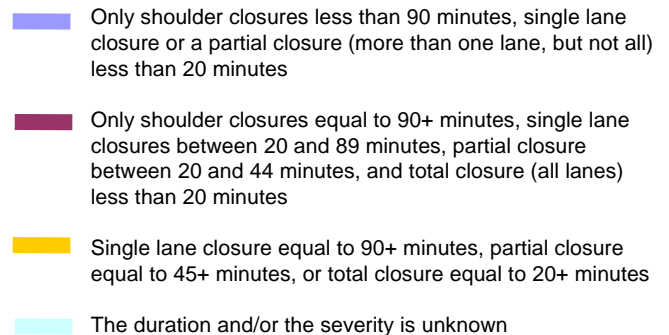 Only shoulder closures less than 90 minutes, single lane
closure or a partial closure (more than one lane, but not all)
less than 20 minutes
Only shoulder closures equal to 90+ minutes, single lane
closures between 20 and 89 minutes, partial closure
between 20 and 44 minutes, and total closure (all lanes)
less than 20 minutes
Single lane closure equal to 90+ minutes, partial closure
equal to 45+ minutes, or total closure equal to 20+ minutes
The duration and/or the severity is unknown